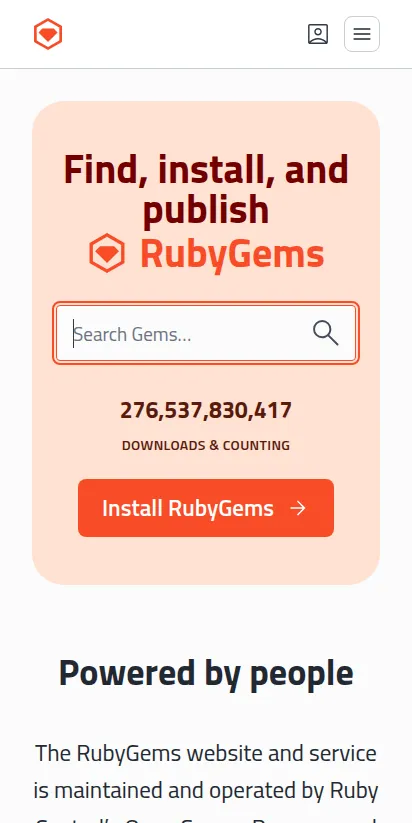 Find, install, and
publish
RubyGems
Search Gems…
276,537,830,417
DOWNLOADS & COUNTING
Install RubyGems →
Powered by people
The RubyGems website and service
is maintained and operated by Ruby